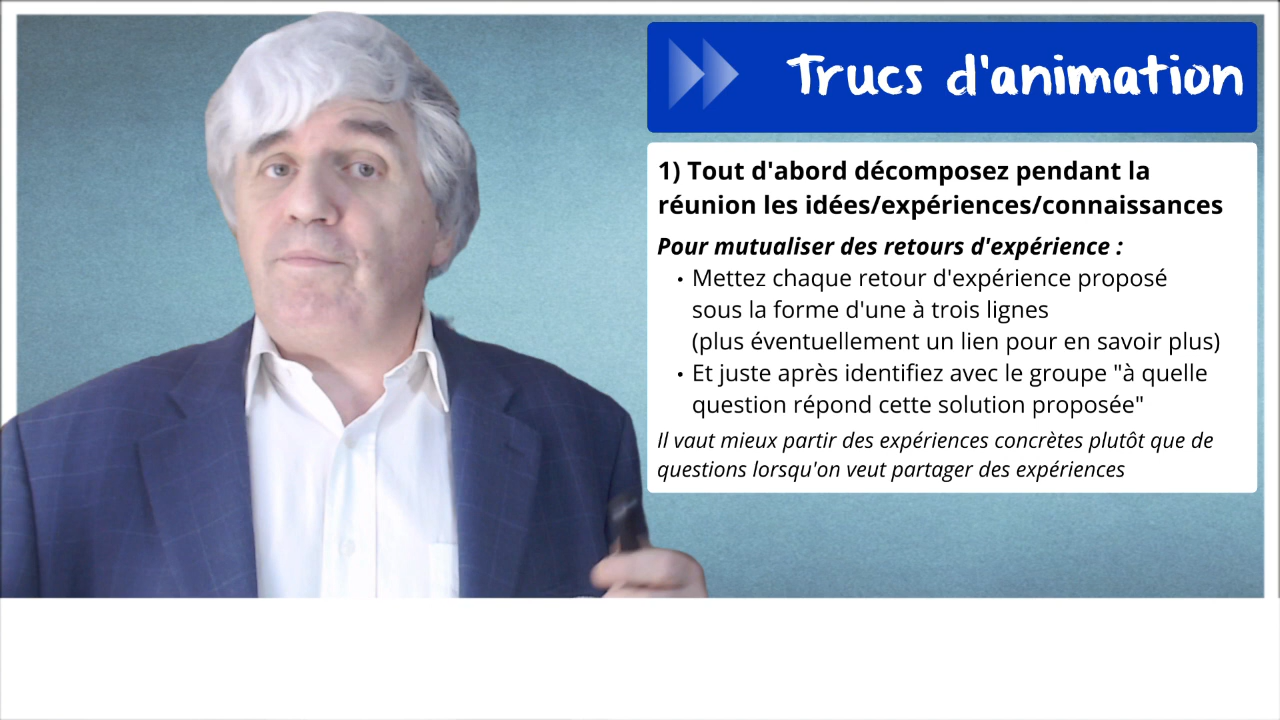 Trucs d'animation
1) Tout d'abord décomposez pendant la
réunion les idées/expériences/connaissances
Pour mutualiser des retours d'expérience :
• Mettez chaque retour d'expérience proposé
sous la forme d'une à trois lignes
(plus éventuellement un lien pour en savoir plus)
• Et juste après identifiez avec le groupe "à quelle
question répond cette solution proposée"
Il vaut mieux partir des expériences concrètes plutôt que de
questions lorsqu'on veut partager des expériences